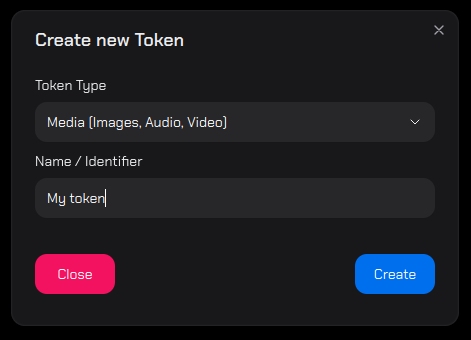 Create new Token
Token Type
Media (Images, Audio, Video)
Name / Identifier
My token
Close
Create